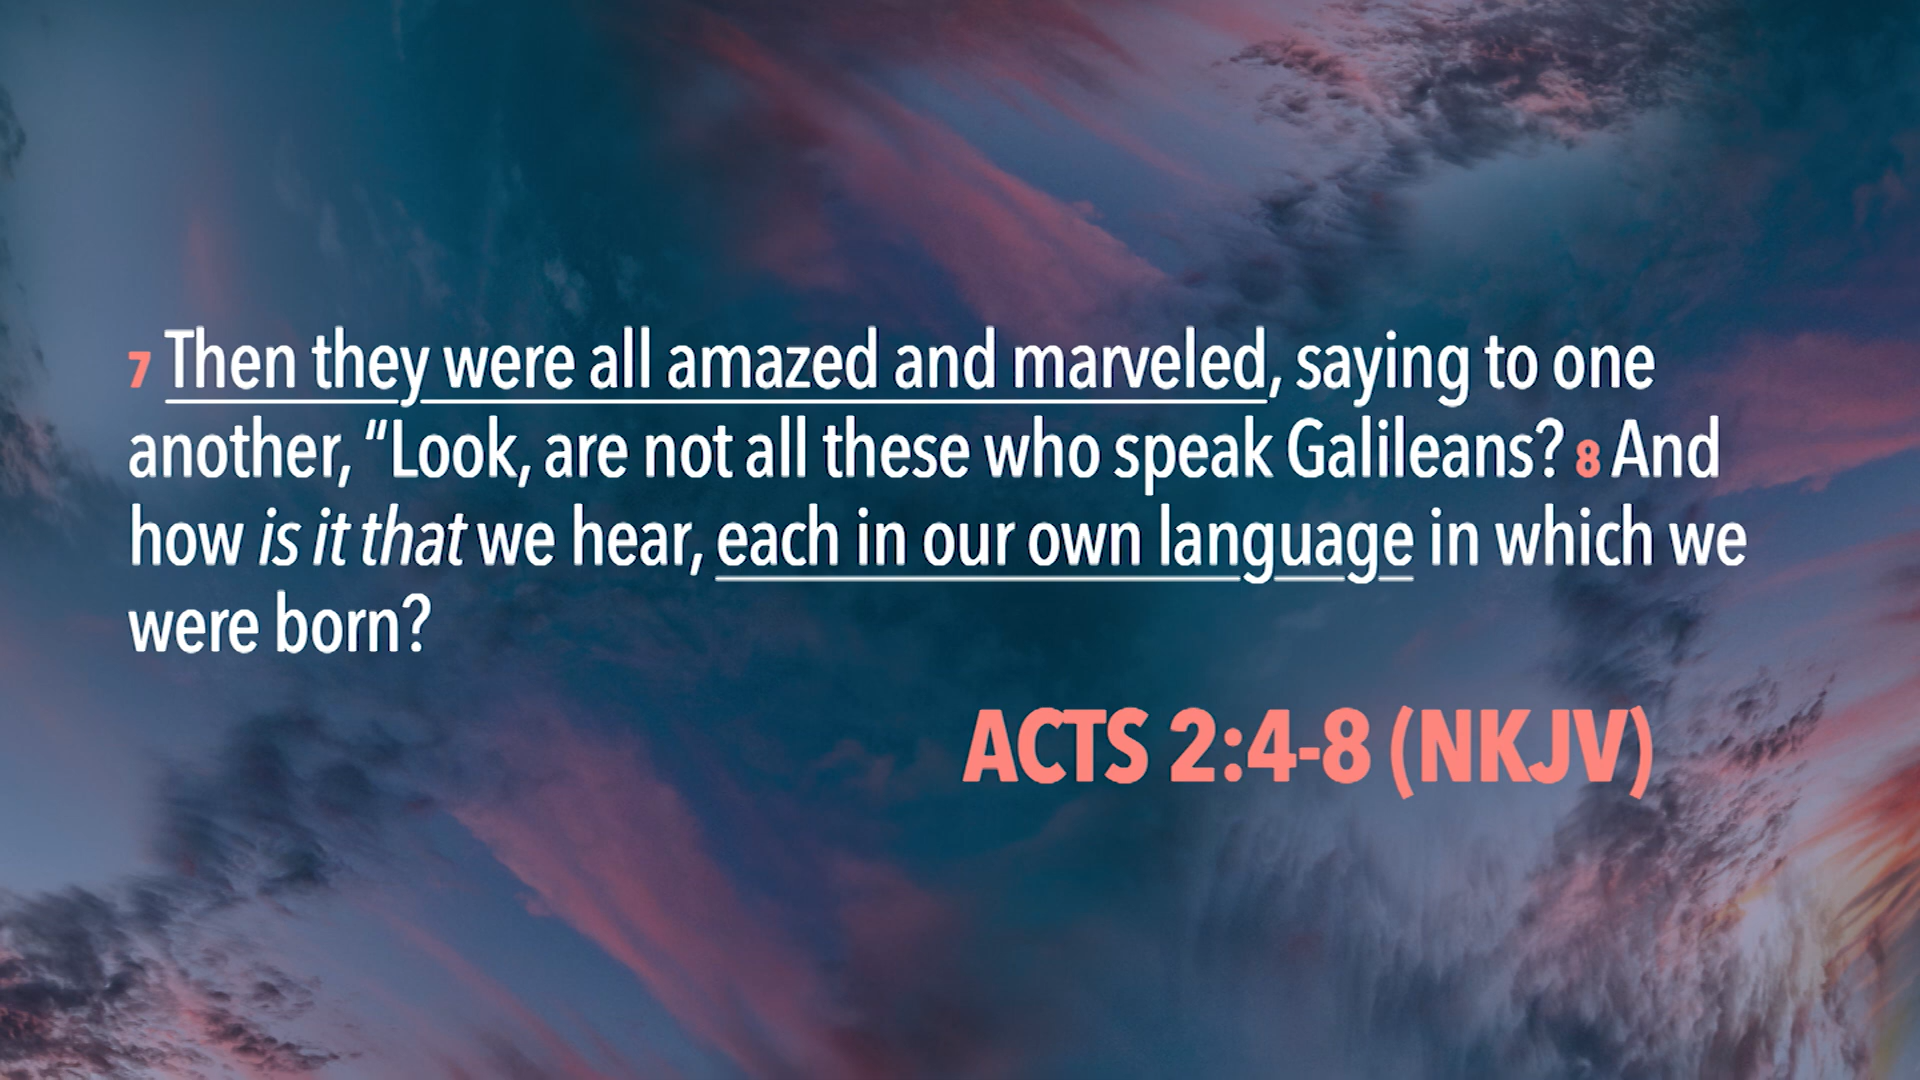 7 Then they were all amazed and marveled, saying to one
another, “Look, are not all these who speak Galileans? 8 And
how is it that we hear, each in our own language in which we
were born?
ACTS 2:4-8 (NKJV)